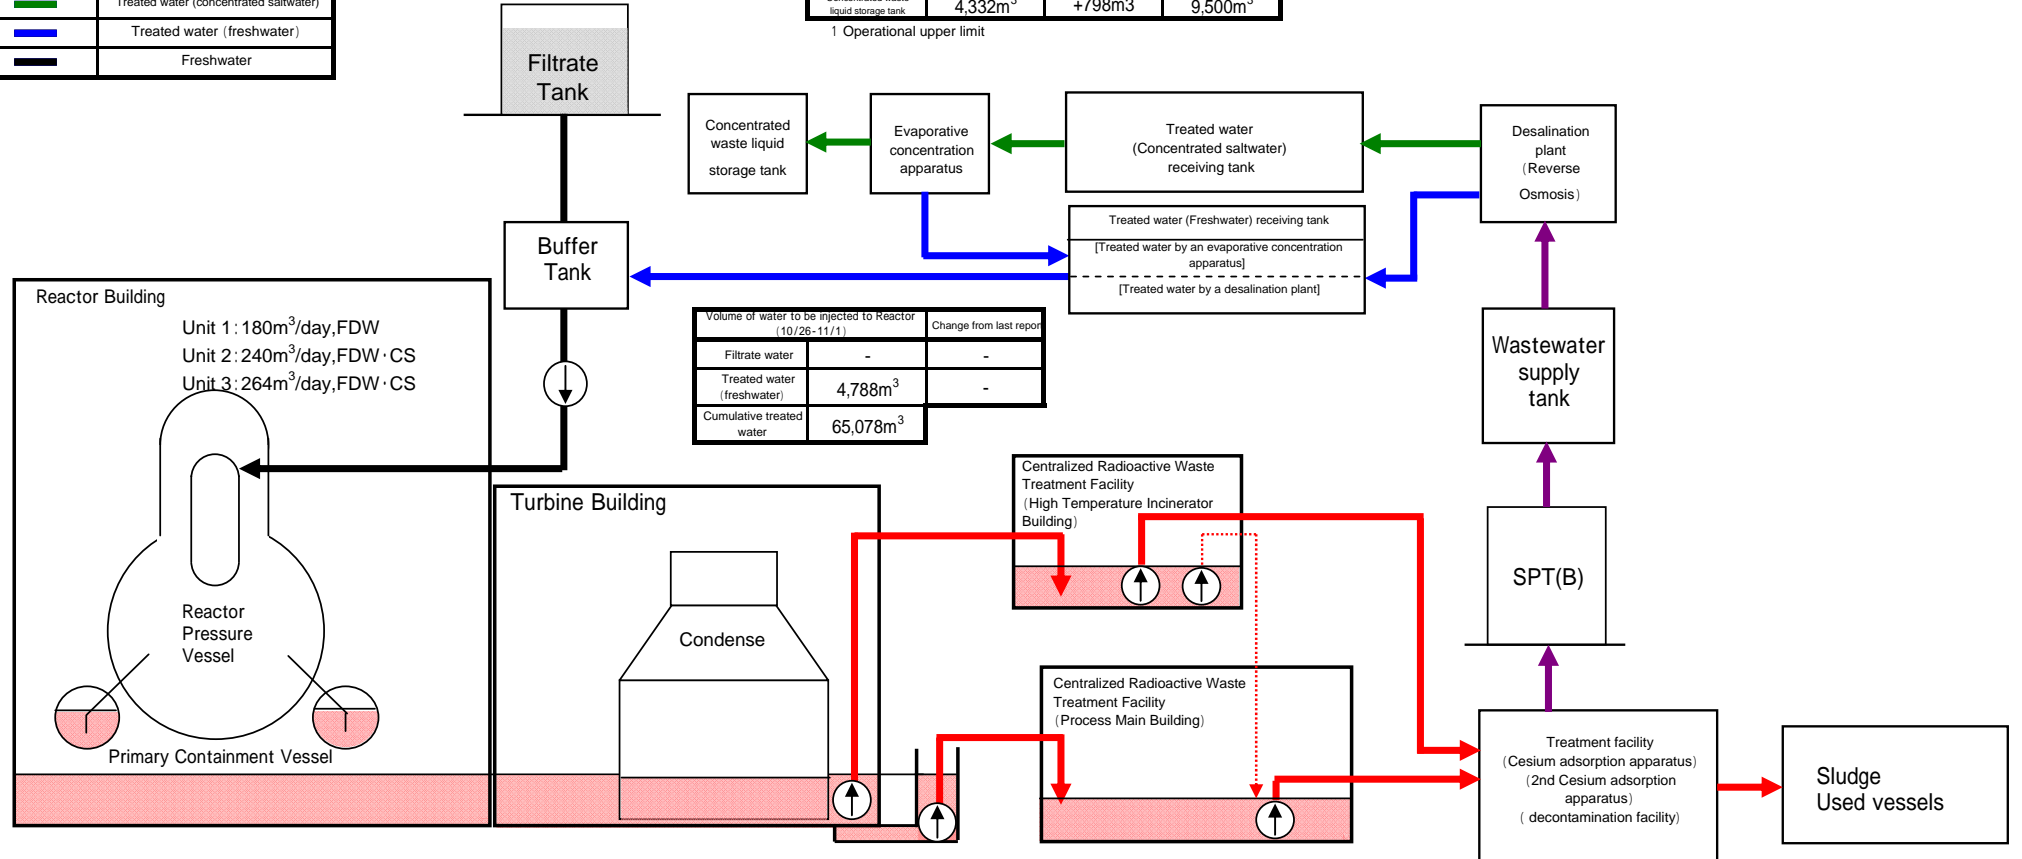 Treated water (concentrated saltwater)
Treated water (freshwater)
Freshwater
liquid storage tank
4,332m3
+798m3
9,500m3
1 Operational upper limit
Filtrate
Tank
Concentrated
waste liquid
storage tank
Evaporative
concentration
apparatus
Treated water
(Concentrated saltwater)
receiving tank
Desalination
plant
(Reverse
Osmosis)
Treated water (Freshwater) receiving tank
[Treated water by an evaporative concentration
apparatus]
[Treated water by a desalination plant]
Buffer
Tank
Reactor Building
Unit 1:180m3/day,FDW
Unit 2:240m3/day,FDW・CS
Unit 3:264m3/day,FDW・CS
Volume of water to be injected to Reactor
(10/26-11/1)
Change from last repor
Filtrate water
-
-
Treated water
(freshwater)
4,788m3
-
Cumulative treated
water
65,078m3
Wastewater
supply
tank
Centralized Radioactive Waste
Treatment Facility
(High Temperature Incinerator
Building)
Turbine Building
SPT(B)
Condense
Reactor
Pressure
Vessel
Primary Containment Vessel
Centralized Radioactive Waste
Treatment Facility
(Process Main Building)
Treatment facility
(Cesium adsorption apparatus)
(2nd Cesium adsorption
apparatus)
( decontamination facility)
Sludge
Used vessels